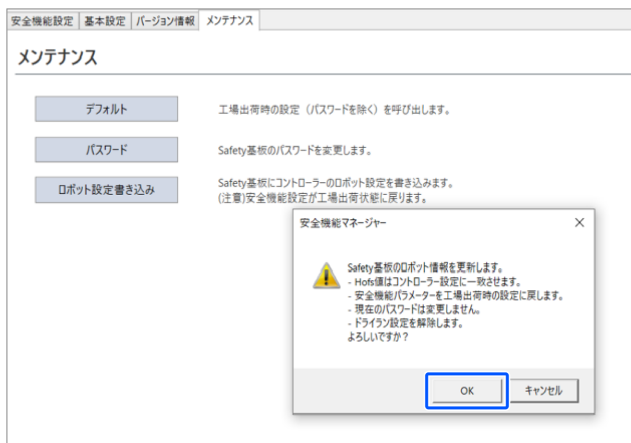 安全機能設定 基本設定 バージョン情報 メンテナンス
メンテナンス
デフォルト 工場出荷時の設定（パスワードを除く）を呼び出します。
パスワード Safety基板のパスワードを変更します。
ロボット設定書き込み Safety基板にコントローラーのロボット設定を書き込みます。
(注意)安全機能設定が工場出荷状態に戻ります。
安全機能マネージャー
Safety基板のロボット情報を更新します。
- Hofs値はコントローラー設定に一致させます。
- 安全機能パラメーターを工場出荷時の設定に戻します。
- 現在のパスワードは変更しません。
- ドライラン設定を解除します。
よろしいですか？
OK キャンセル